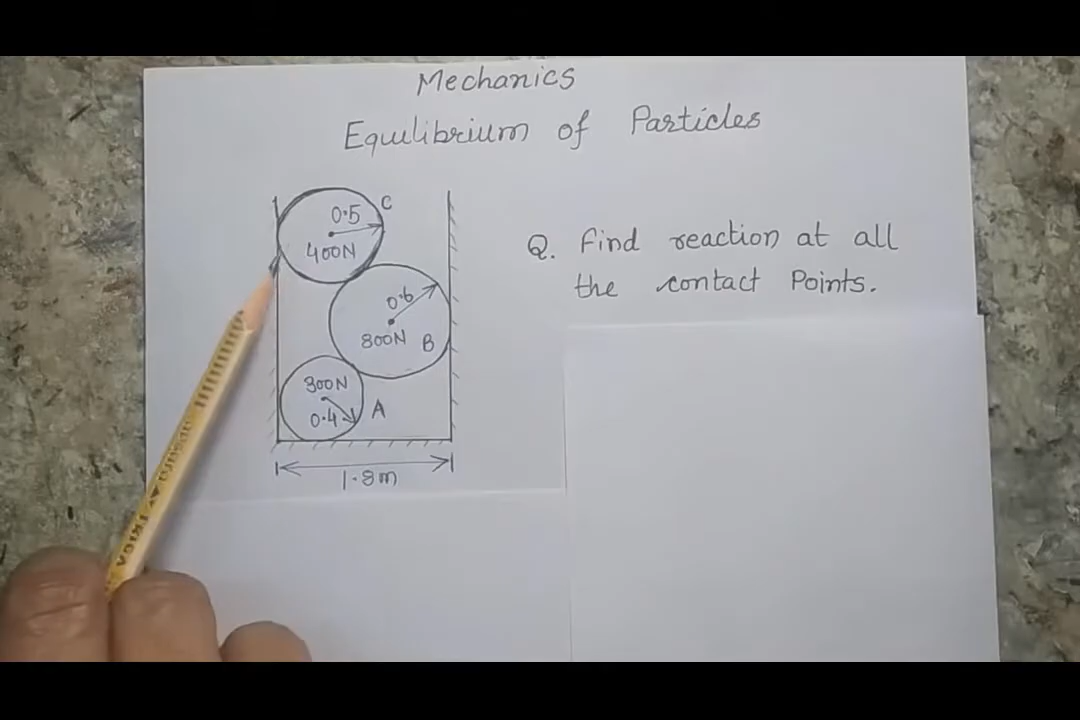 Mechanics
Equilibrium of Particles
C
0.5
400N
0.6
800N B
300N
0.4 A
1.8m
Q. Find reaction at all
the contact Points.